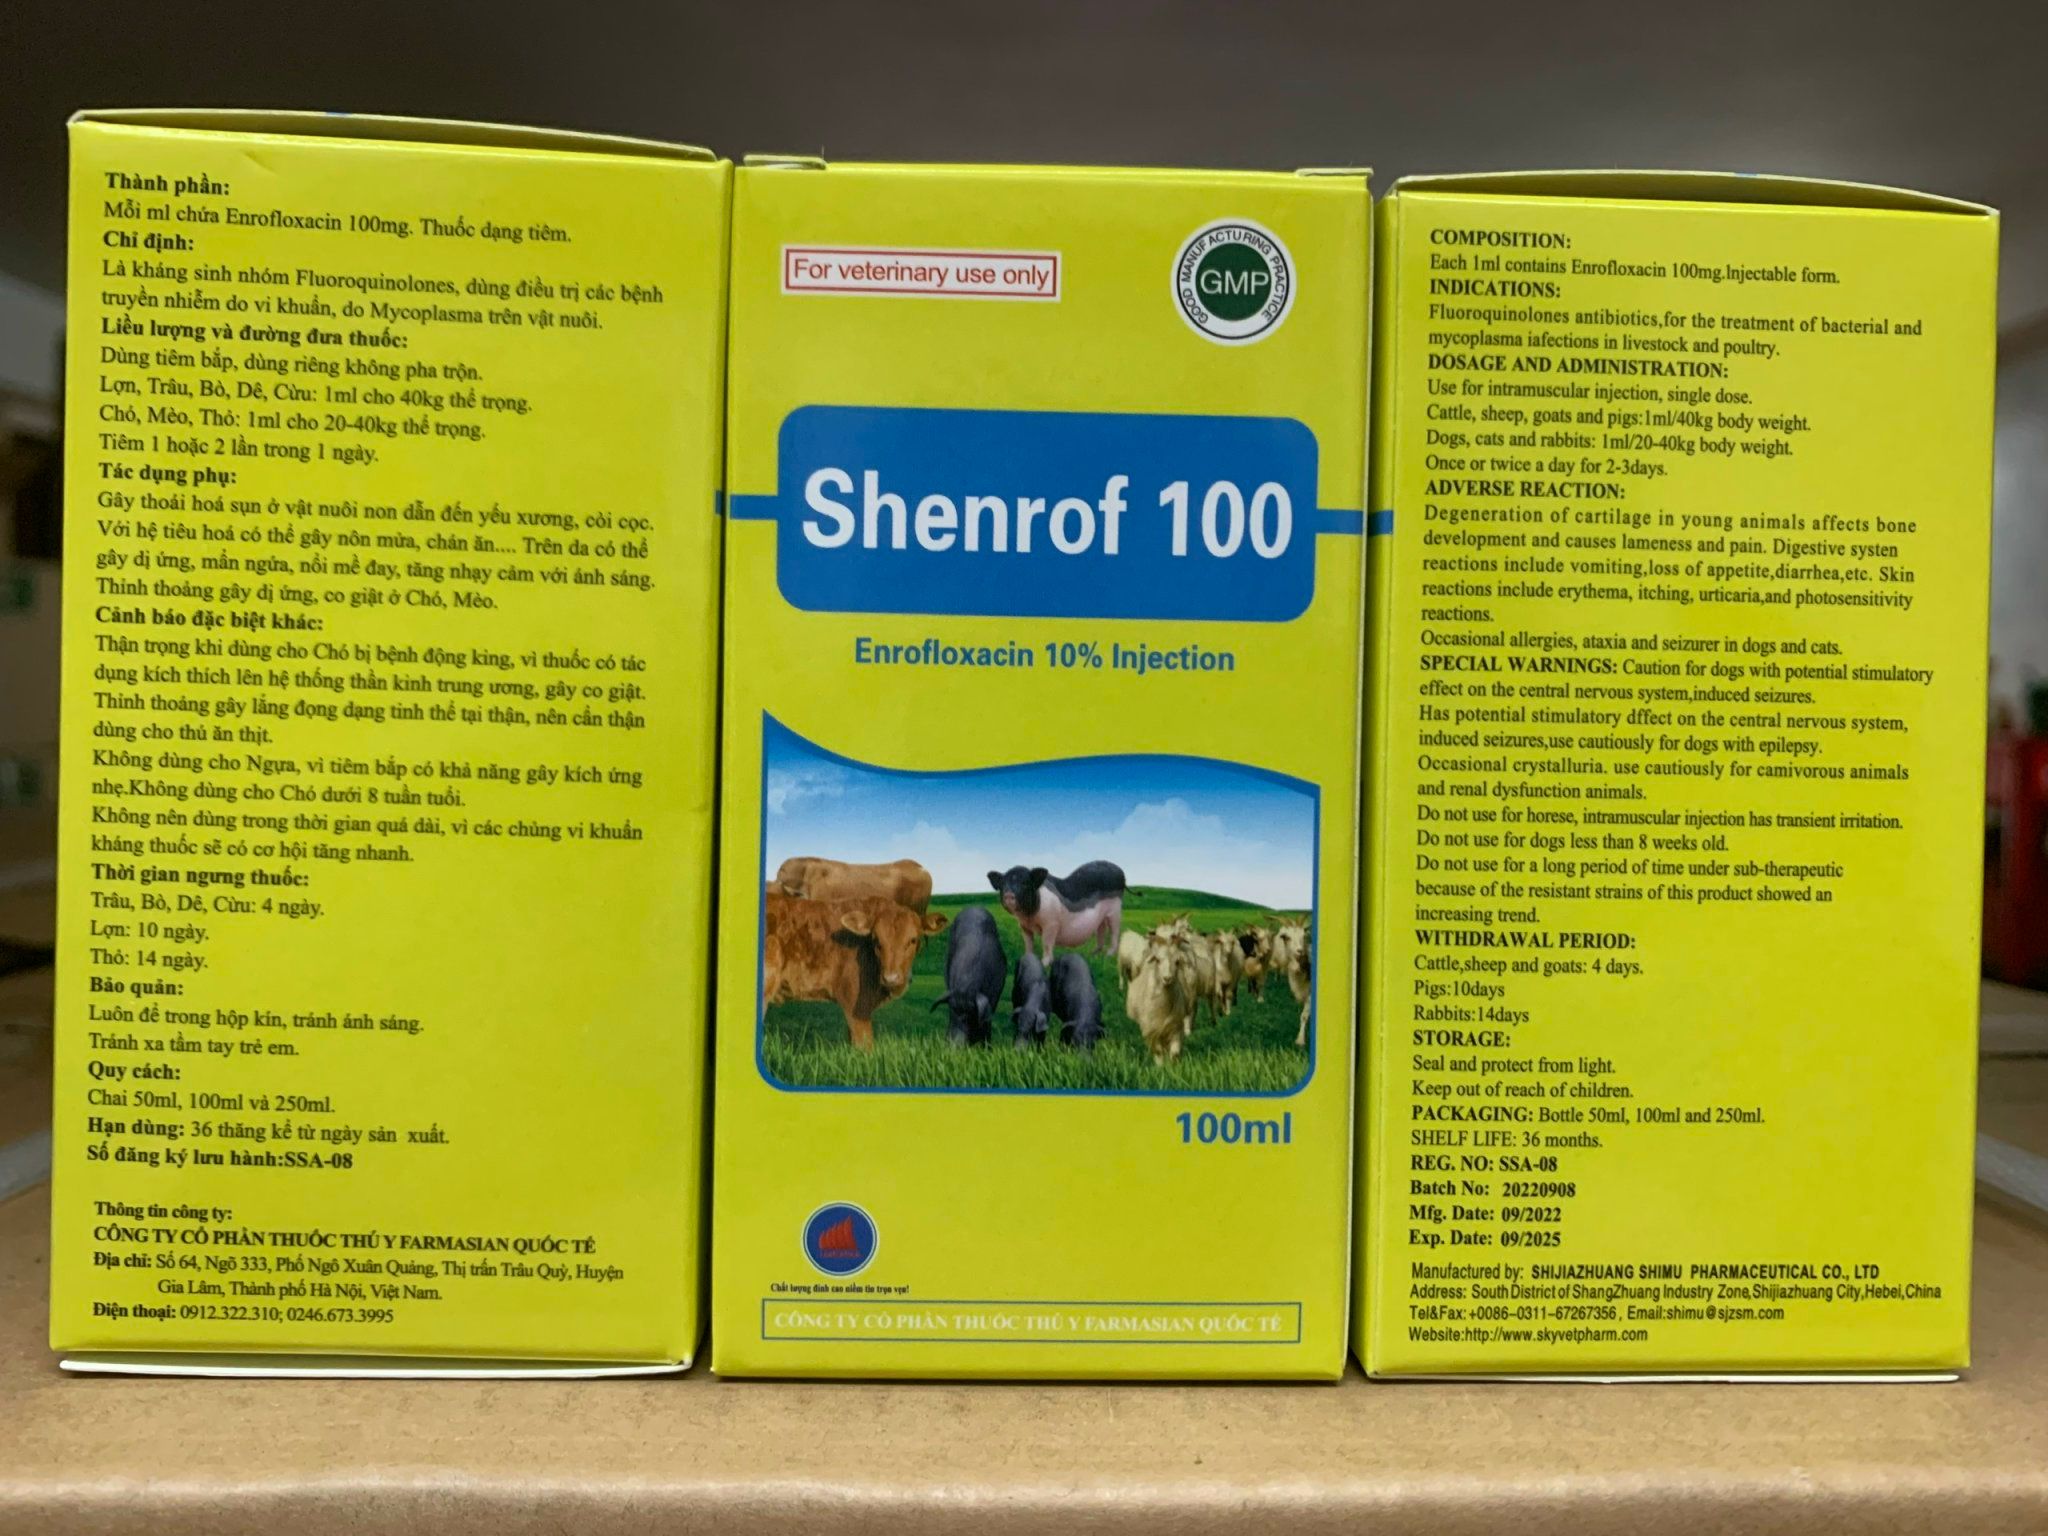 Thành phần:
Mỗi ml chứa Enrofloxacin 100mg. Thuốc dạng tiêm.
Chỉ định:
Là kháng sinh nhóm Fluoroquinolones, dùng điều trị các bệnh
truyền nhiễm do vi khuẩn, do Mycoplasma trên vật nuôi.
Liều lượng và đường đưa thuốc:
Dùng tiêm bắp, dùng riêng không pha trộn.
Lợn, Trâu, Bò, Dê, Cừu: 1ml cho 40kg thể trọng.
Chó, Mèo, Thỏ: 1ml cho 20-40kg thể trọng.
Tiêm 1 hoặc 2 lần trong 1 ngày.
Tác dụng phụ:
Gây thoái hoá sụn ở vật nuôi non dẫn đến yếu xương, còi cọc.
Với hệ tiêu hoá có thể gây nôn mửa, chán ăn.... Trên da có thể
gây dị ứng, mẩn ngứa, nổi mề đay, tăng nhạy cảm với ánh sáng.
Thỉnh thoảng gây dị ứng, co giật ở Chó, Mèo.
Cảnh báo đặc biệt khác:
Thận trọng khi dùng cho Chó bị bệnh động king, vì thuốc có tác
dụng kích thích lên hệ thống thần kinh trung ương, gây co giật.
Thỉnh thoảng gây lắng đọng dạng tinh thể tại thận, nên cẩn thận
dùng cho thú ăn thịt.
Không dùng cho Ngựa, vì tiêm bắp có khả năng gây kích ứng
nhẹ.Không dùng cho Chó dưới 8 tuần tuổi.
Không nên dùng trong thời gian quá dài, vì các chủng vi khuẩn
kháng thuốc sẽ có cơ hội tăng nhanh.
Thời gian ngưng thuốc:
Trâu, Bò, Dê, Cừu: 4 ngày.
Lợn: 10 ngày.
Thỏ: 14 ngày.
Bảo quản:
Luôn để trong hộp kín, tránh ánh sáng.
Tránh xa tầm tay trẻ em.
Quy cách:
Chai 50ml, 100ml và 250ml.
Hạn dùng: 36 thăng kể từ ngày sản xuất.
Số đăng ký lưu hành:SSA-08
Thông tin công ty:
CÔNG TY CỔ PHẦN THUỐC THÚ Y FARMASIAN QUỐC TẾ
Địa chỉ: Số 64, Ngõ 333, Phố Ngô Xuân Quảng, Thị trấn Trâu Quỳ, Huyện
Gia Lâm, Thành phố Hà Nội, Việt Nam.
Điện thoại: 0912.322.310; 0246.673.3995
For veterinary use only
GOOD MANUFACTURING PRACTICE
GMP
Shenrof 100
Enrofloxacin 10% Injection
100ml
Chất lượng đỉnh cao niềm tin trọn vẹn!
CÔNG TY CỔ PHẦN THUỐC THÚ Y FARMASIAN QUỐC TẾ
COMPOSITION:
Each 1ml contains Enrofloxacin 100mg.Injectable form.
INDICATIONS:
Fluoroquinolones antibiotics,for the treatment of bacterial and
mycoplasma iafections in livestock and poultry.
DOSAGE AND ADMINISTRATION:
Use for intramuscular injection, single dose.
Cattle, sheep, goats and pigs:1ml/40kg body weight.
Dogs, cats and rabbits: 1ml/20-40kg body weight.
Once or twice a day for 2-3days.
ADVERSE REACTION:
Degeneration of cartilage in young animals affects bone
development and causes lameness and pain. Digestive systen
reactions include vomiting,loss of appetite,diarrhea,etc. Skin
reactions include erythema, itching, urticaria,and photosensitivity
reactions.
Occasional allergies, ataxia and seizurer in dogs and cats.
SPECIAL WARNINGS: Caution for dogs with potential stimulatory
effect on the central nervous system,induced seizures.
Has potential stimulatory dffect on the central nervous system,
induced seizures,use cautiously for dogs with epilepsy.
Occasional crystalluria. use cautiously for camivorous animals
and renal dysfunction animals.
Do not use for horese, intramuscular injection has transient irritation.
Do not use for dogs less than 8 weeks old.
Do not use for a long period of time under sub-therapeutic
because of the resistant strains of this product showed an
increasing trend.
WITHDRAWAL PERIOD:
Cattle,sheep and goats: 4 days.
Pigs:10days
Rabbits:14days
STORAGE:
Seal and protect from light.
Keep out of reach of children.
PACKAGING: Bottle 50ml, 100ml and 250ml.
SHELF LIFE: 36 months.
REG. NO: SSA-08
Batch No: 20220908
Mfg. Date: 09/2022
Exp. Date: 09/2025
Manufactured by: SHIJIAZHUANG SHIMU PHARMACEUTICAL CO., LTD
Address: South District of ShangZhuang Industry Zone,Shijiazhuang City,Hebei,China
Tel&Fax:+0086-0311-67267356, Email:shimu@sjzsm.com
Website:http://www.skyvetpharm.com